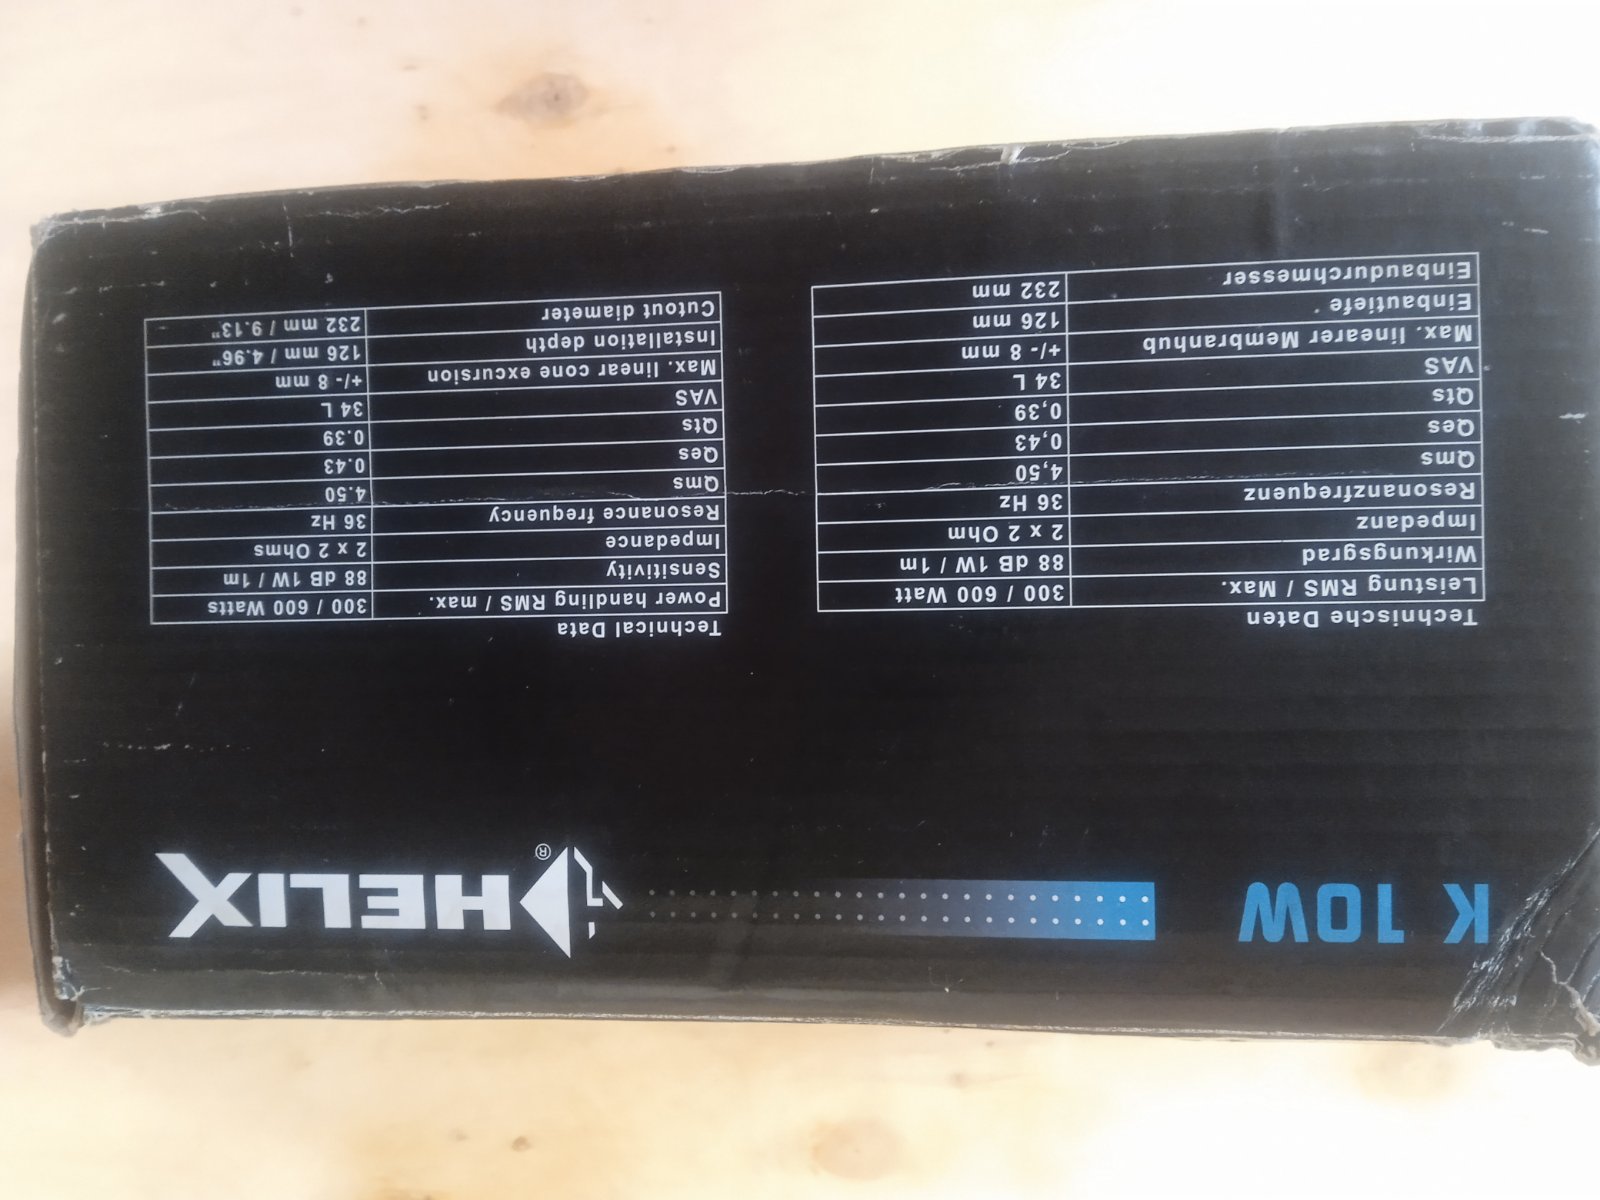 K 10W
HELIX®
Technische Daten
Leistung RMS / Max. 300 / 600 Watt
Wirkungsgrad 88 dB 1W / 1m
Impedanz 2 x 2 Ohm
Resonanzfrequenz 36 Hz
Qms 4,50
Qes 0,43
Qts 0,39
VAS 34 L
Max. linearer Membranhub +/- 8 mm
Einbautiefe 126 mm
Einbaudurchmesser 232 mm
Technical Data
Power handling RMS / max. 300 / 600 Watts
Sensitivity 88 dB 1W / 1m
Impedance 2 x 2 Ohms
Resonance frequency 36 Hz
Qms 4.50
Qes 0.43
Qts 0.39
VAS 34 L
Max. linear cone excursion +/- 8 mm
Installation depth 126 mm / 4.96"
Cutout diameter 232 mm / 9.13"